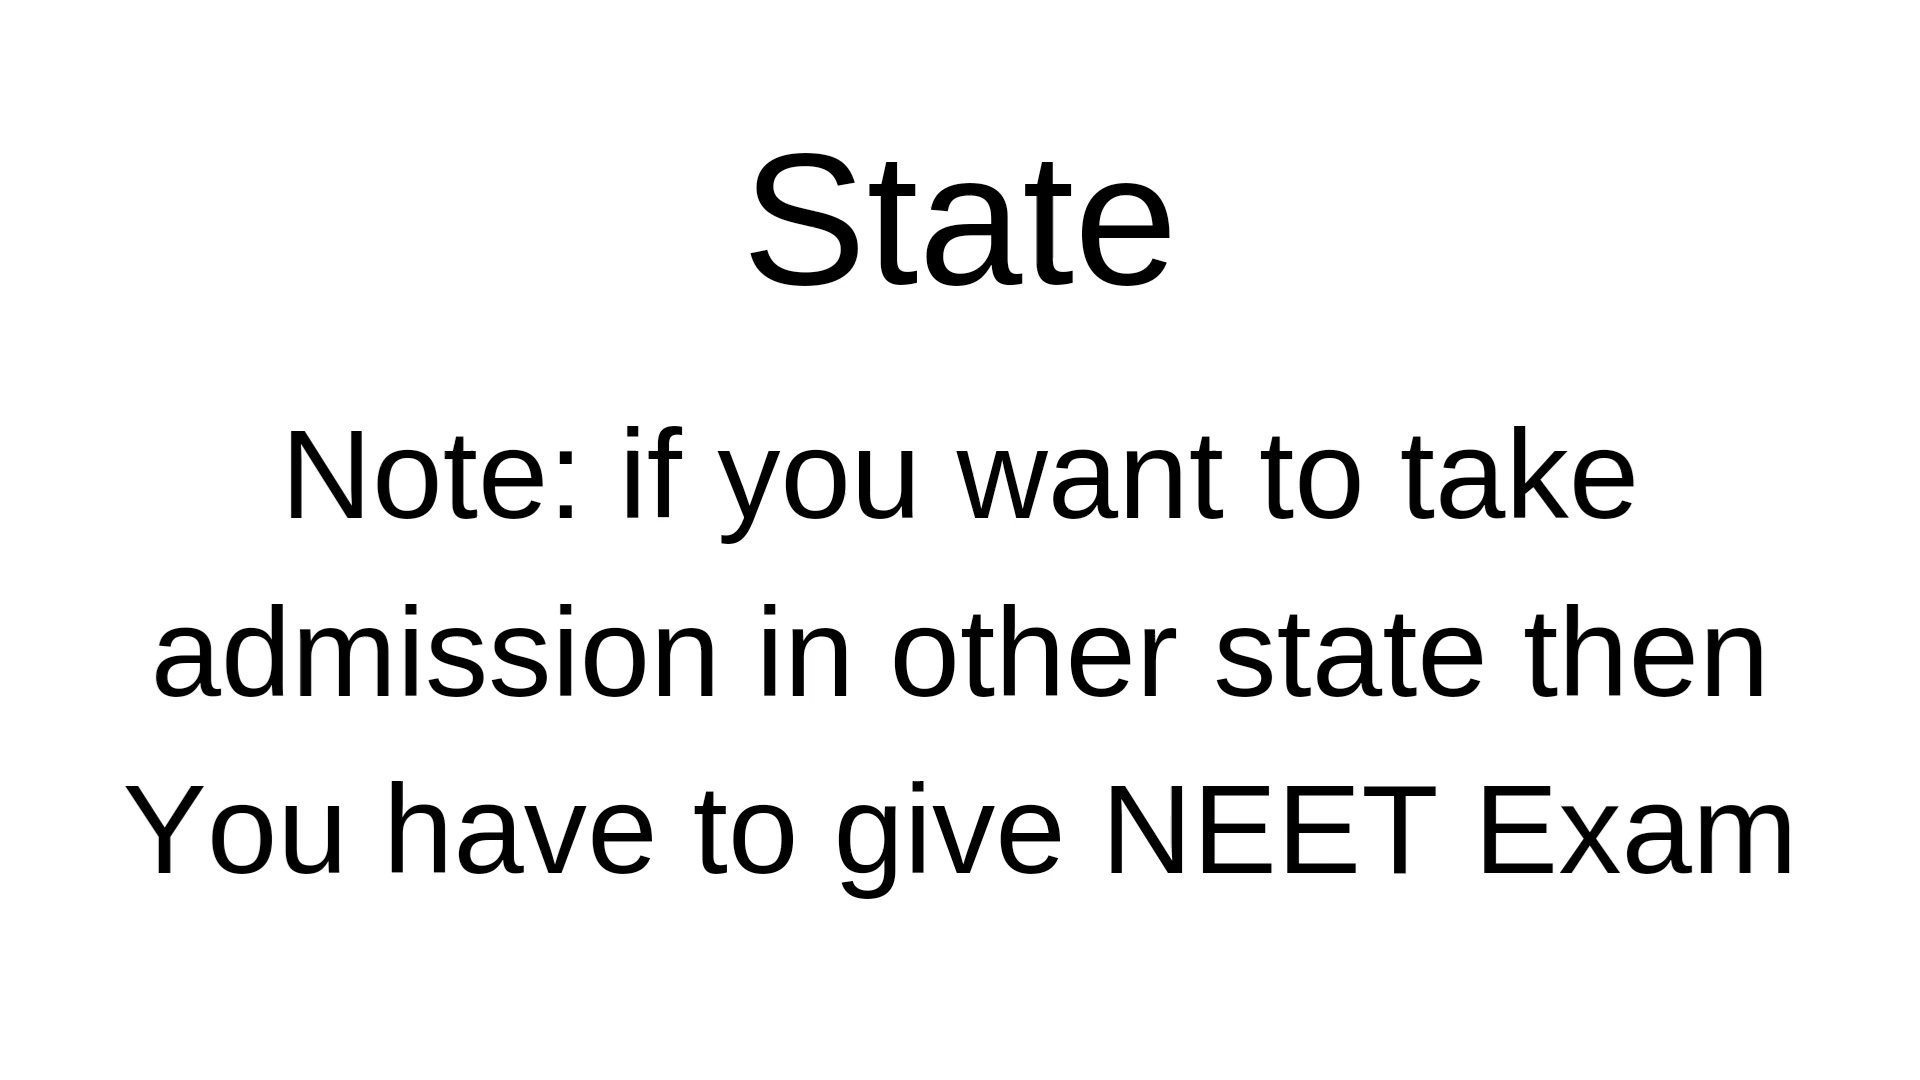 State
Note: if you want to take
admission in other state then
You have to give NEET Exam